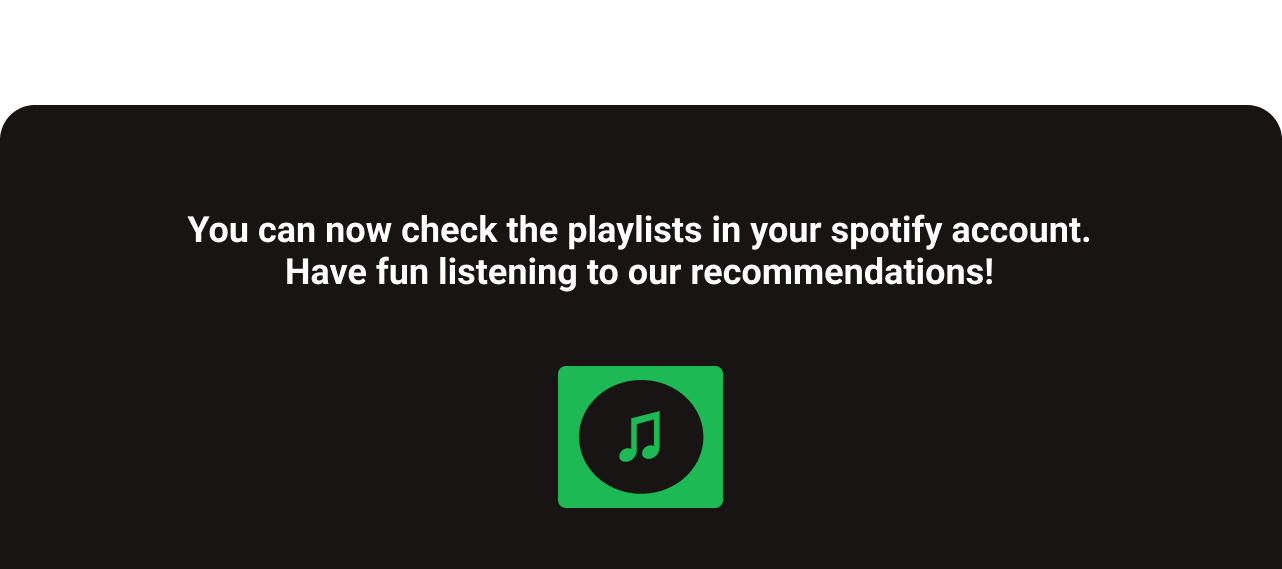 You can now check the playlists in your spotify account.
Have fun listening to our recommendations!